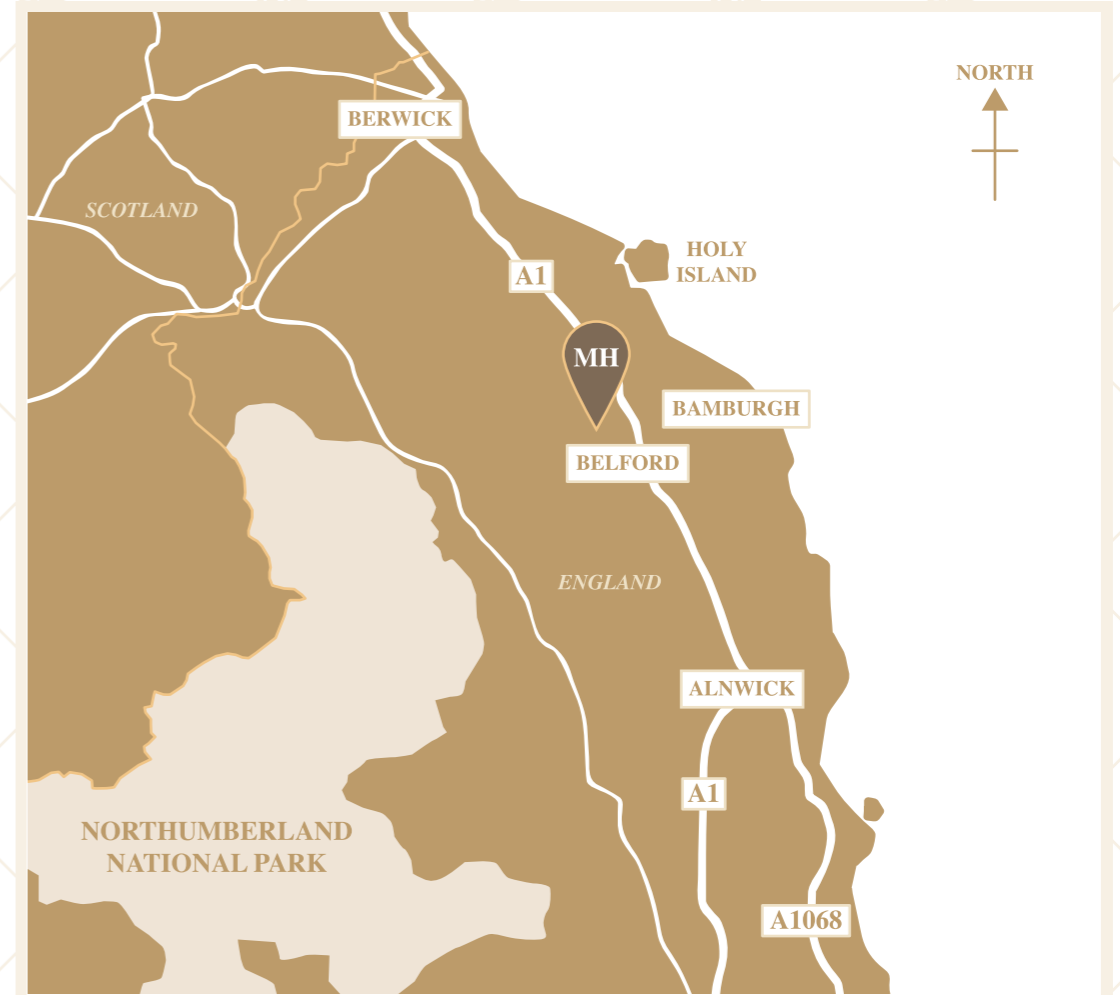 NORTH
BERWICK
SCOTLAND
HOLY
ISLAND
A1
MH
BAMBURGH
BELFORD
ENGLAND
ALNWICK
A1
NORTHUMBERLAND
NATIONAL PARK
A1068